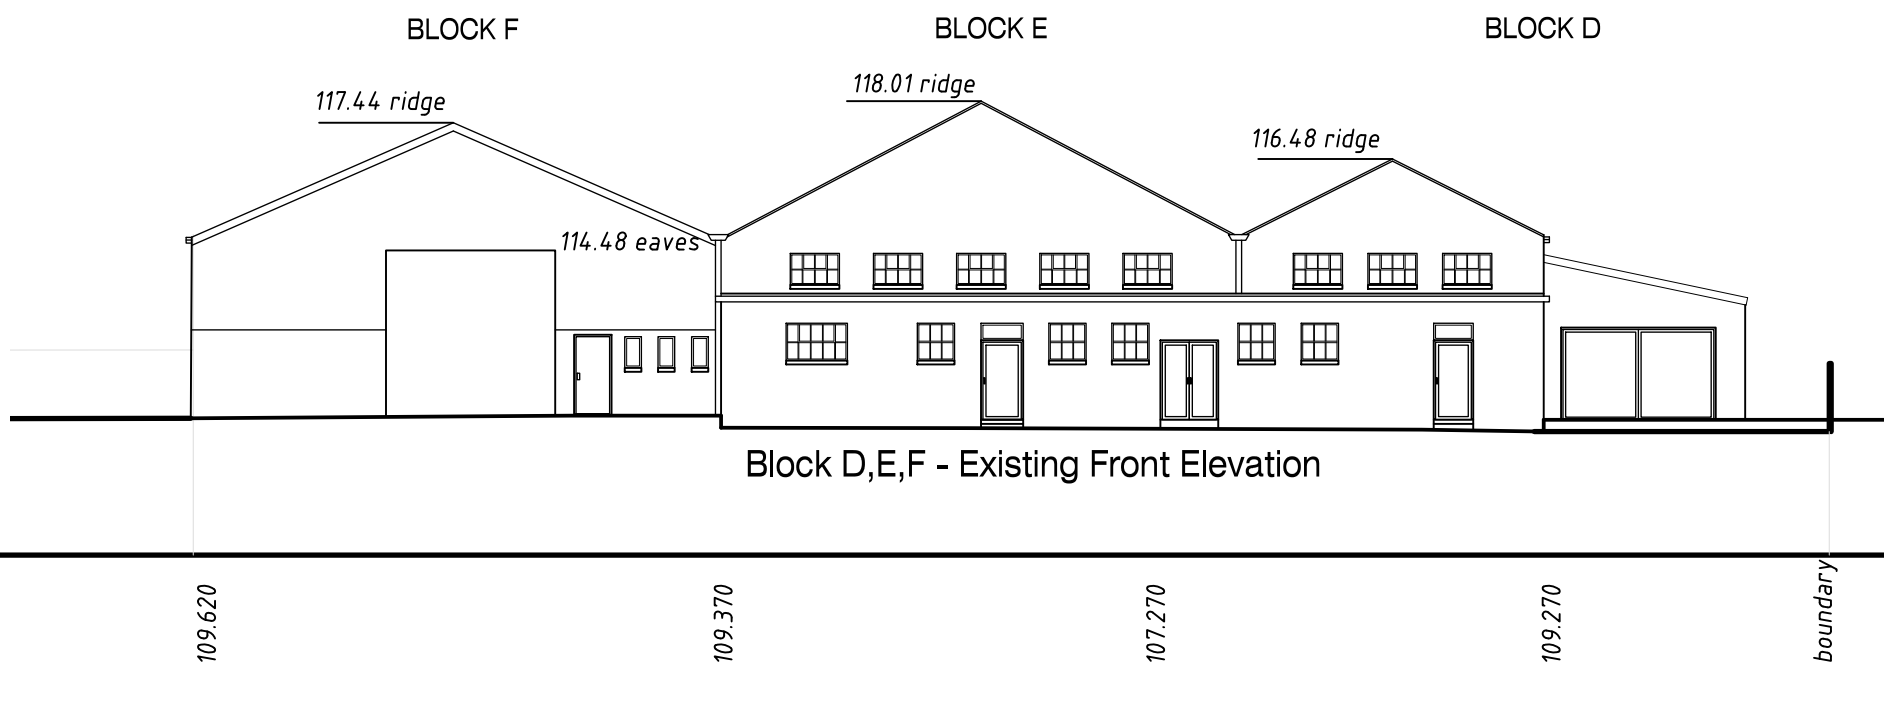 BLOCK F
BLOCK E
BLOCK D
117.44 ridge
118.01 ridge
116.48 ridge
114.48 eaves
Block D,E,F - Existing Front Elevation
109.620
109.370
107.270
109.270
boundary